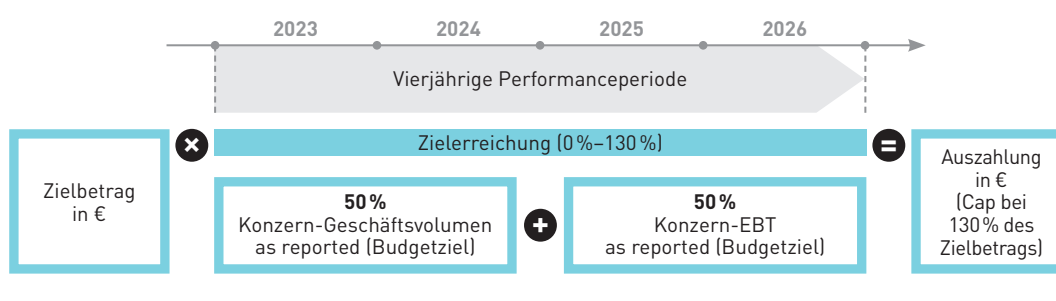 2023 2024 2025 2026
Vierjährige Performanceperiode
Zielbetrag
in €
×
Zielerreichung (0 %–130 %)
50 %
Konzern-Geschäftsvolumen
as reported (Budgetziel)
+
50 %
Konzern-EBT
as reported (Budgetziel)
=
Auszahlung
in €
(Cap bei
130 % des
Zielbetrags)